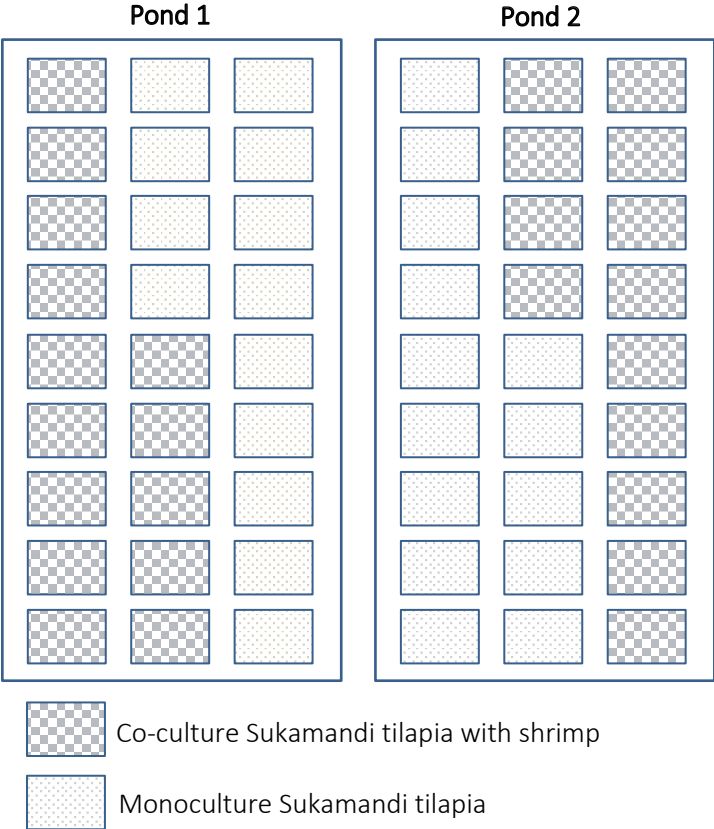 Pond 1
Pond 2
Co-culture Sukamandi tilapia with shrimp
Monoculture Sukamandi tilapia